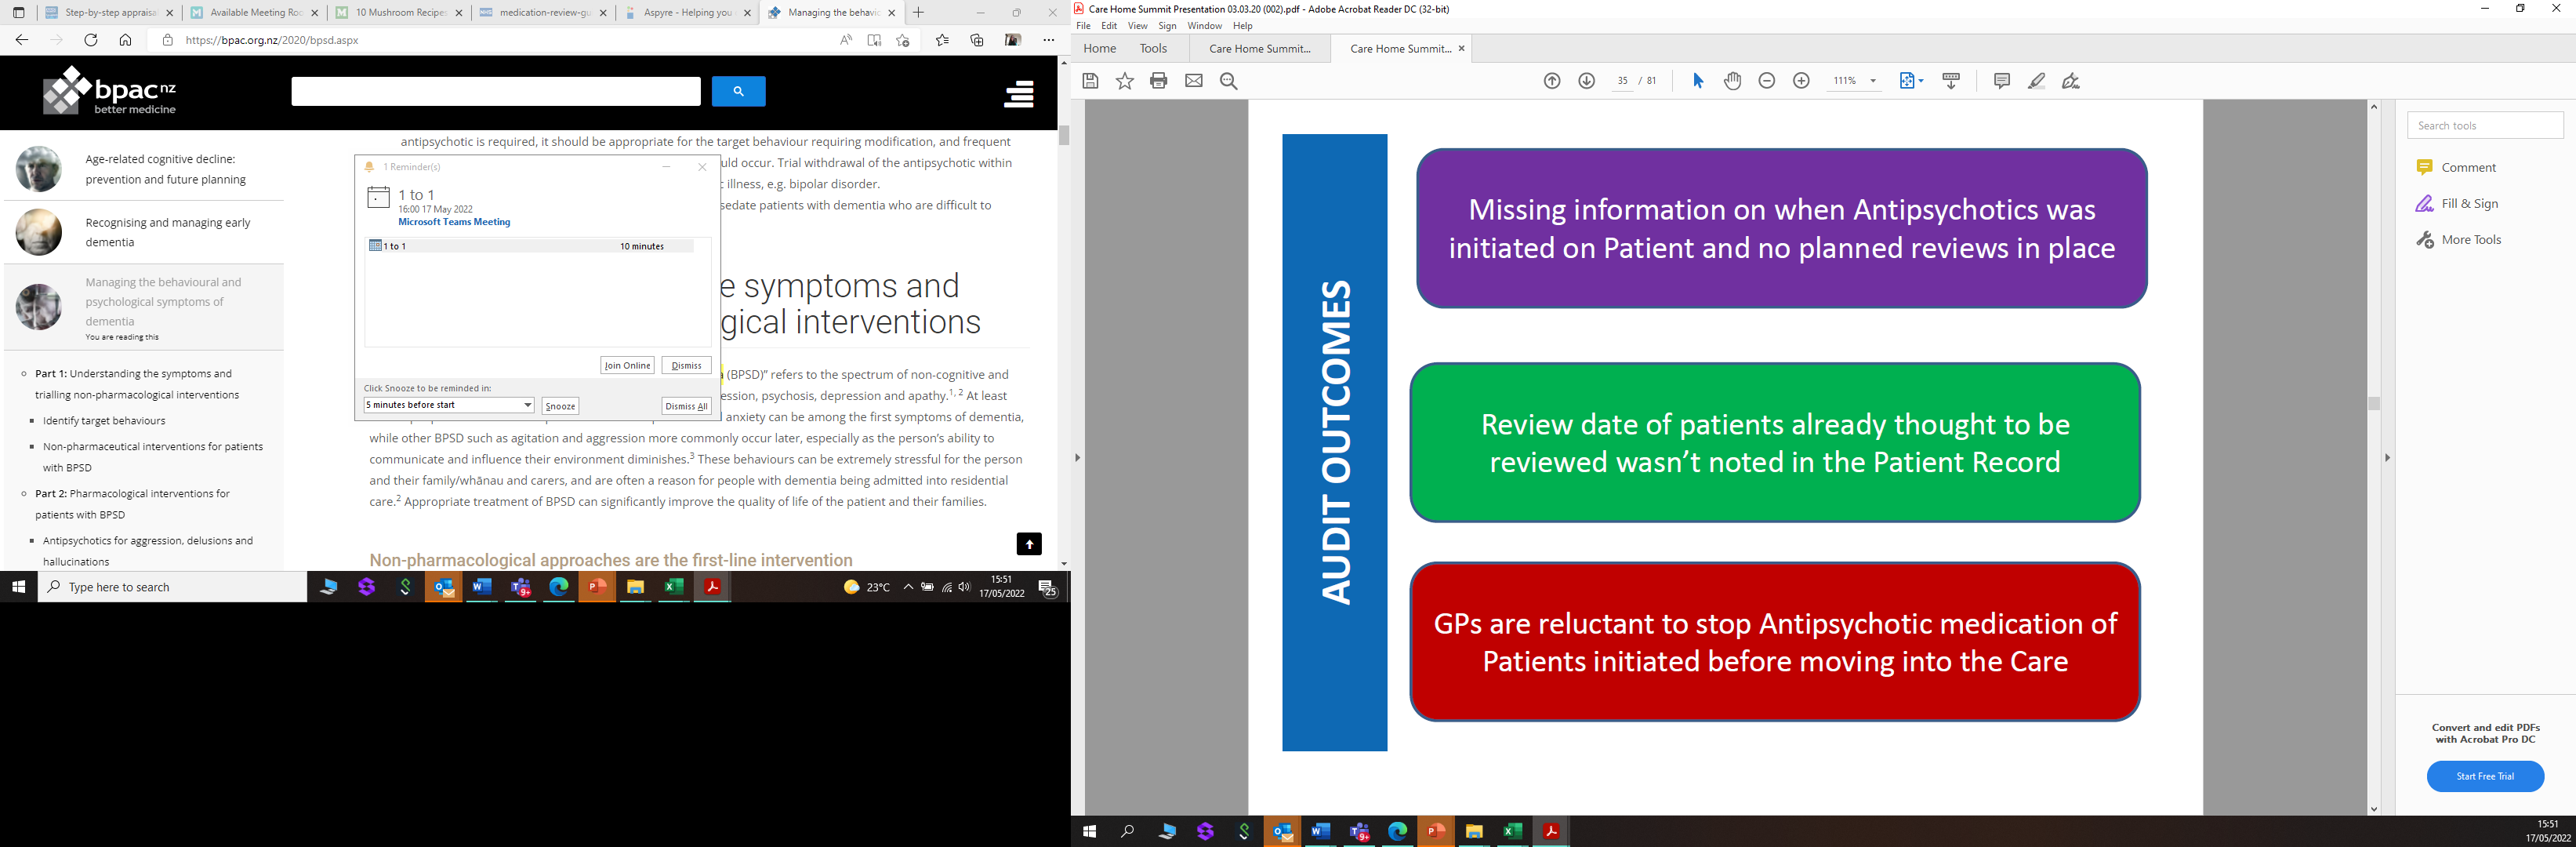 Step-by-step appraisa
Available Meeting Roo
10 Mushroom Recipes
medication-review-gu
Aspyre - Helping you
Managing the behavio
https://bpac.org.nz/2020/bpsd.aspx
bpac nz
better medicine
Age-related cognitive decline:
prevention and future planning
Recognising and managing early
dementia
Managing the behavioural and
psychological symptoms of
dementia
You are reading this
Part 1: Understanding the symptoms and
trialling non-pharmacological interventions
Identify target behaviours
Non-pharmaceutical interventions for patients
with BPSD
Part 2: Pharmacological interventions for
patients with BPSD
Antipsychotics for aggression, delusions and
hallucinations
antipsychotic is required, it should be appropriate for the target behaviour requiring modification, and frequent
uld occur. Trial withdrawal of the antipsychotic within
illness, e.g. bipolar disorder.
sedate patients with dementia who are difficult to
e symptoms and
gical interventions
(BPSD)" refers to the spectrum of non-cognitive and
ession, psychosis, depression and apathy.1, 2 At least
anxiety can be among the first symptoms of dementia,
while other BPSD such as agitation and aggression more commonly occur later, especially as the person's ability to
communicate and influence their environment diminishes.3 These behaviours can be extremely stressful for the person
and their family/whānau and carers, and are often a reason for people with dementia being admitted into residential
care.2 Appropriate treatment of BPSD can significantly improve the quality of life of the patient and their families.
Non-pharmacological approaches are the first-line intervention
1 Reminder(s)
1 to 1
16:00 17 May 2022
Microsoft Teams Meeting
1 to 1 10 minutes
Join Online Dismiss
Click Snooze to be reminded in:
5 minutes before start Snooze Dismiss All
Type here to search
9+
23°C
15:51
17/05/2022
25
Care Home Summit Presentation 03.03.20 (002).pdf - Adobe Acrobat Reader DC (32-bit)
File Edit View Sign Window Help
Home Tools Care Home Summit... Care Home Summit...
35 / 81 111%
AUDIT OUTCOMES
Missing information on when Antipsychotics was
initiated on Patient and no planned reviews in place
Review date of patients already thought to be
reviewed wasn't noted in the Patient Record
GPs are reluctant to stop Antipsychotic medication of
Patients initiated before moving into the Care
Search tools
Comment
Fill & Sign
More Tools
Convert and edit PDFs
with Acrobat Pro DC
Start Free Trial
9+
15:51
17/05/2022